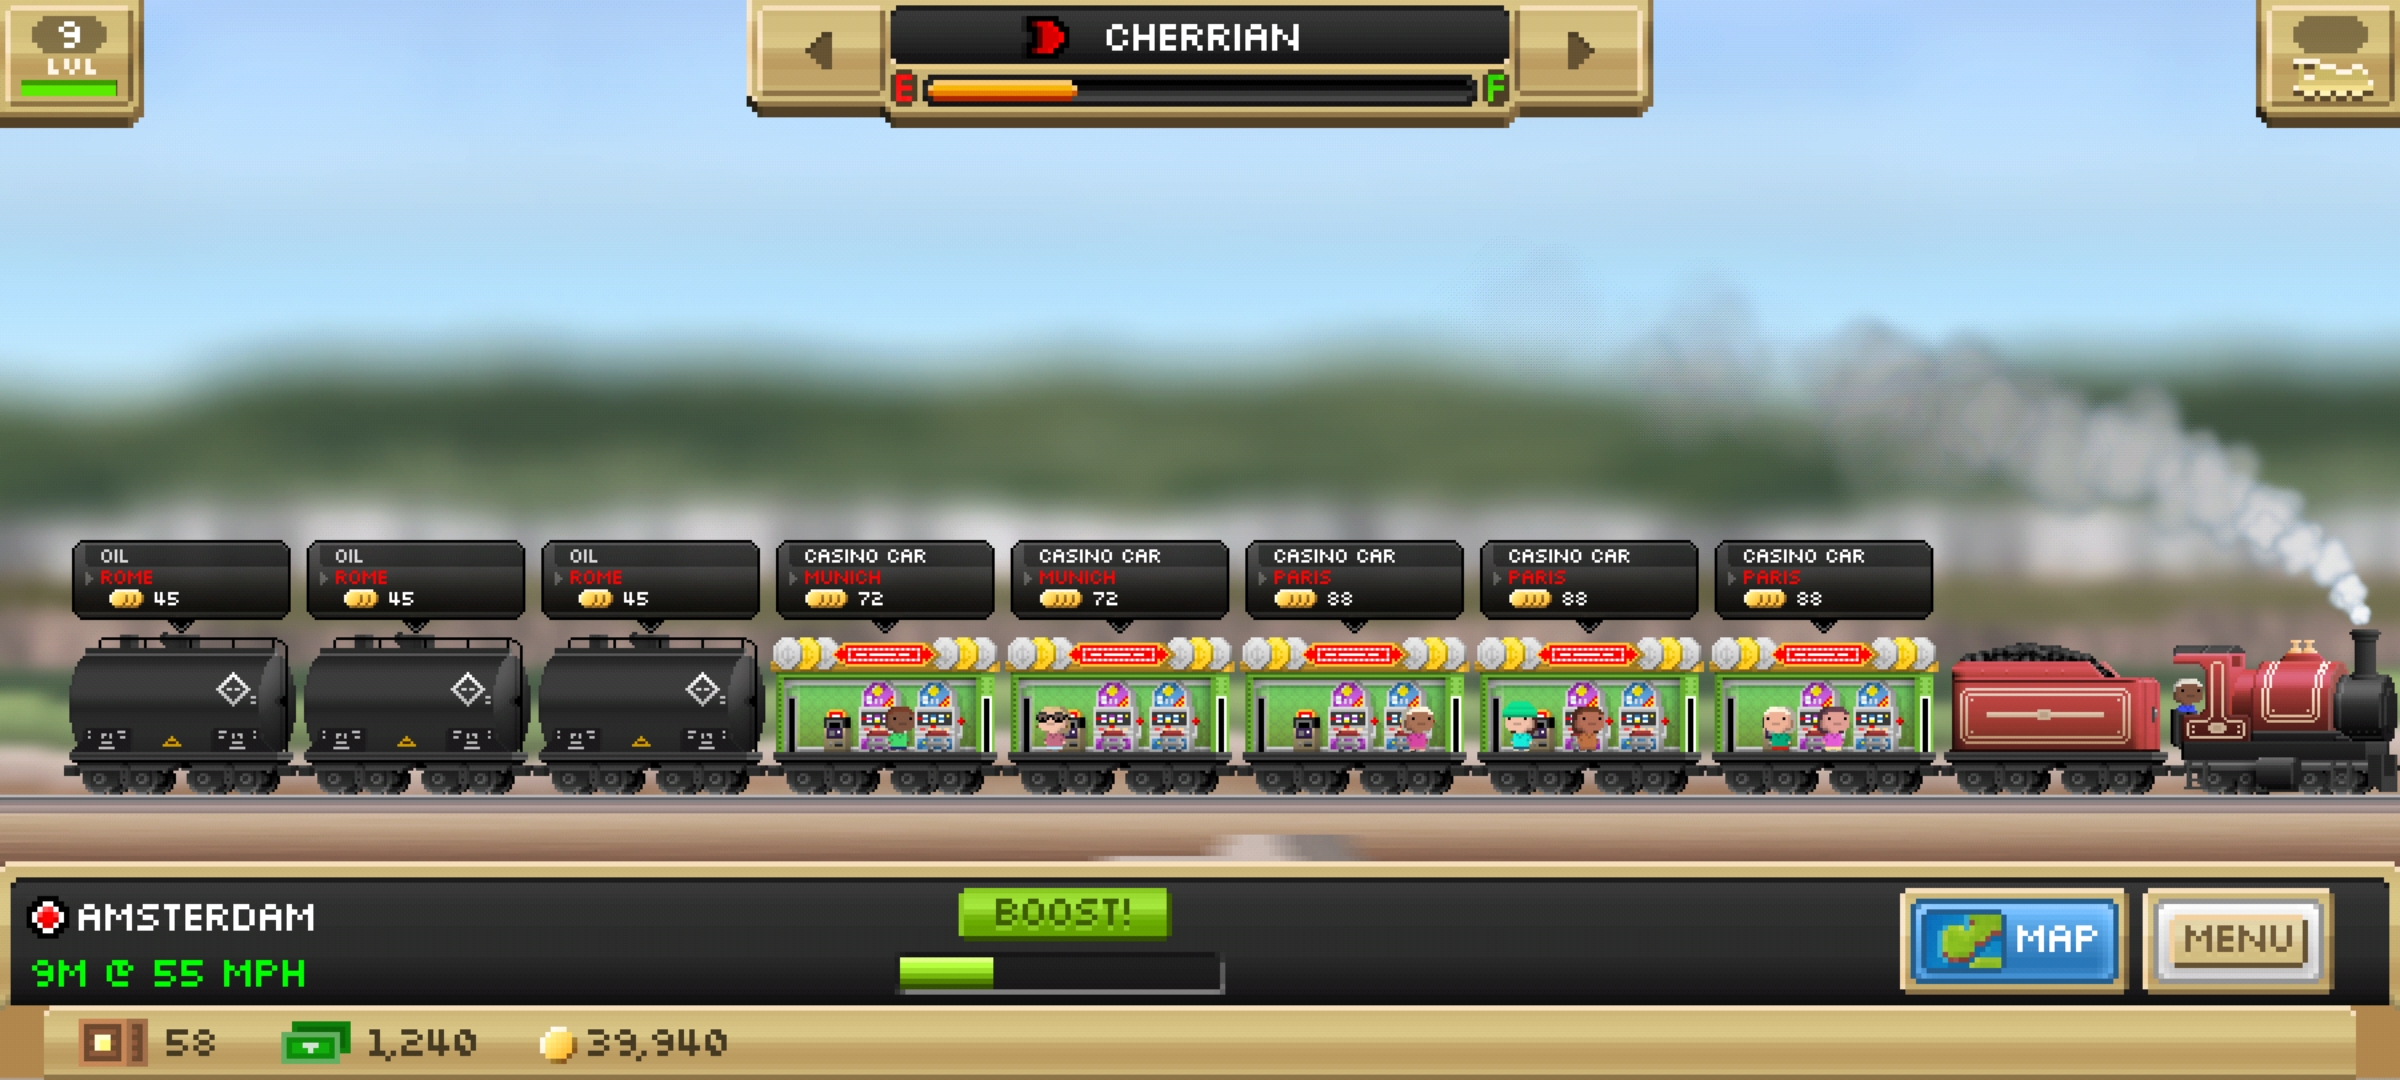 9
LVL
CHERRIAN
E F
OIL
ROME
45
OIL
ROME
45
OIL
ROME
45
CASINO CAR
MUNICH
72
CASINO CAR
MUNICH
72
CASINO CAR
PARIS
88
CASINO CAR
PARIS
88
CASINO CAR
PARIS
88
AMSTERDAM
9M @ 55 MPH
BOOST!
MAP
MENU
58
1,240
39,940